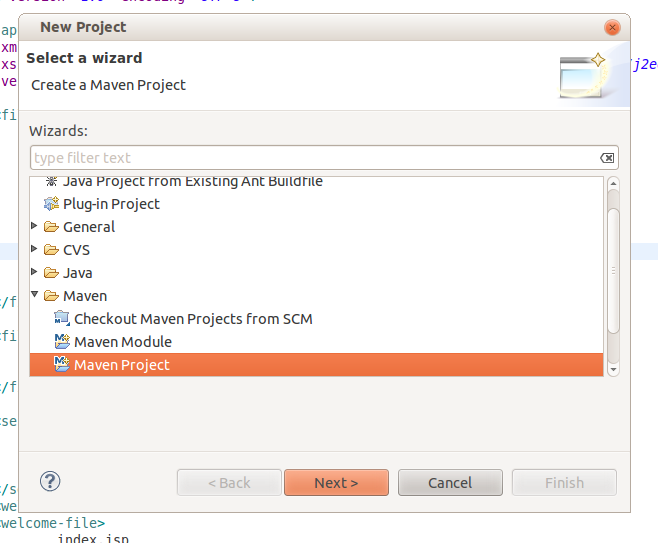 New Project
Select a wizard
Create a Maven Project
Wizards:
type filter text
Java Project from Existing Ant Buildfile
Plug-in Project
General
CVS
Java
Maven
Checkout Maven Projects from SCM
Maven Module
Maven Project
< Back
Next >
Cancel
Finish
welcome-file>
index.jsp